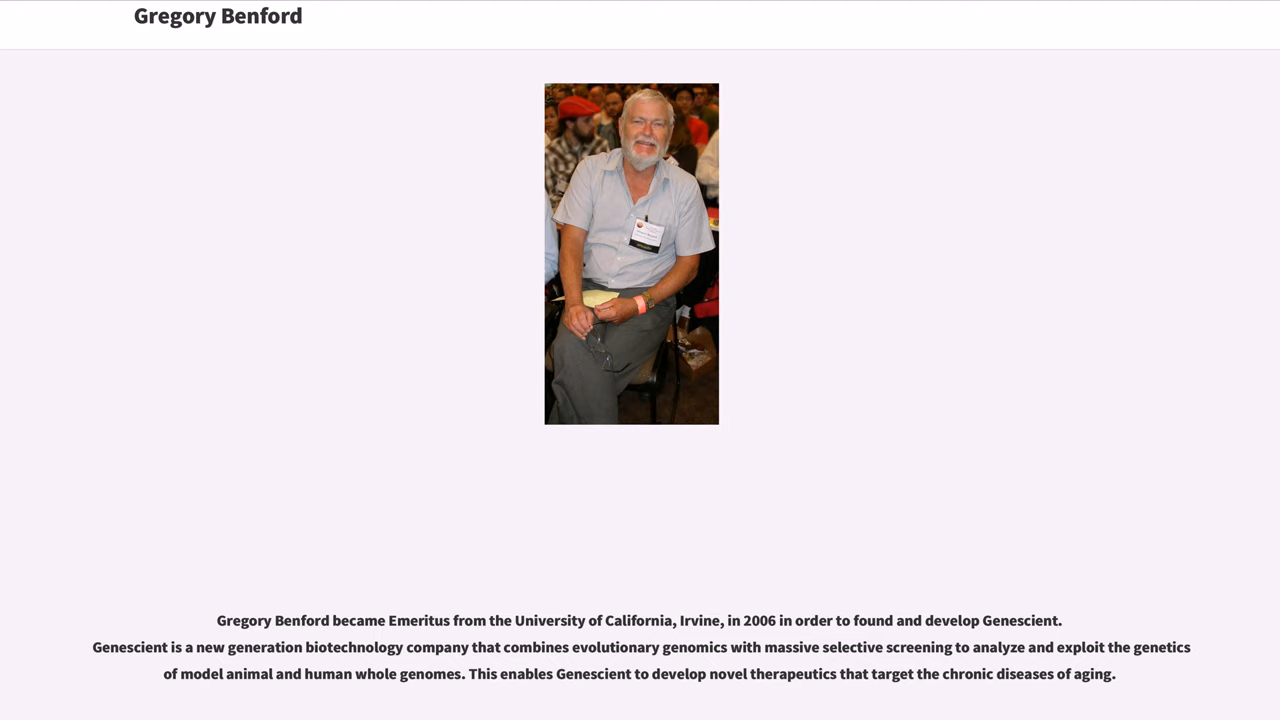 Gregory Benford
Gregory Benford became Emeritus from the University of California, Irvine, in 2006 in order to found and develop Genescient.
Genescient is a new generation biotechnology company that combines evolutionary genomics with massive selective screening to analyze and exploit the genetics
of model animal and human whole genomes. This enables Genescient to develop novel therapeutics that target the chronic diseases of aging.